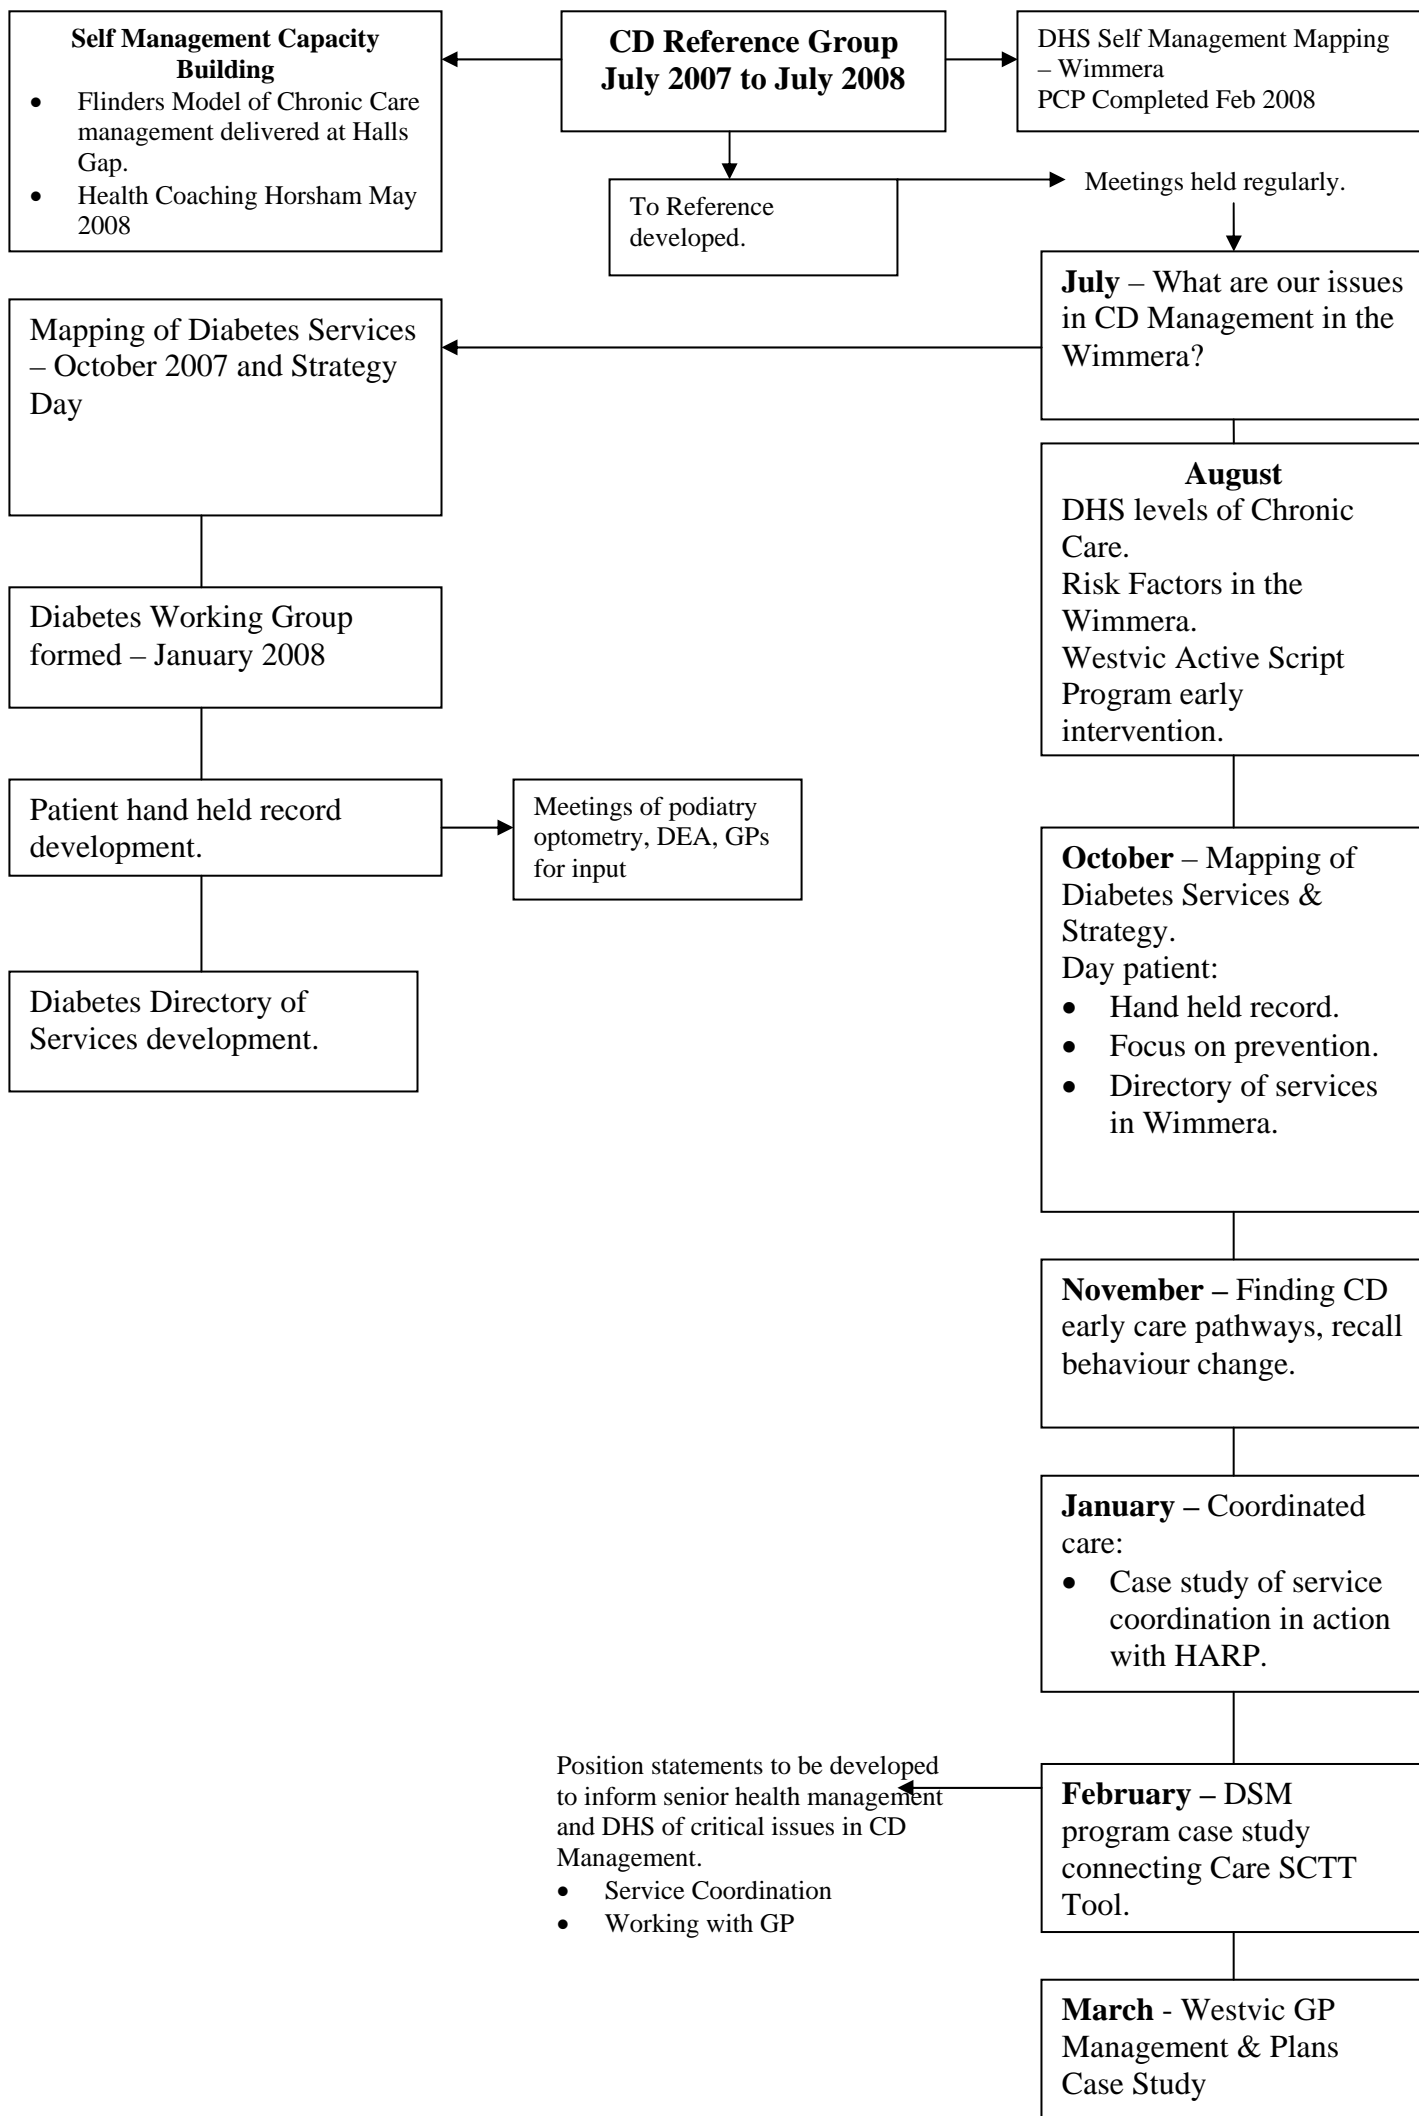 Self Management Capacity
Building
• Flinders Model of Chronic Care
management delivered at Halls
Gap.
• Health Coaching Horsham May
2008
CD Reference Group
July 2007 to July 2008
DHS Self Management Mapping
– Wimmera
PCP Completed Feb 2008
To Reference
developed.
Meetings held regularly.
July – What are our issues
in CD Management in the
Wimmera?
Mapping of Diabetes Services
– October 2007 and Strategy
Day
August
DHS levels of Chronic
Care.
Risk Factors in the
Wimmera.
Westvic Active Script
Program early
intervention.
Diabetes Working Group
formed – January 2008
Patient hand held record
development.
Meetings of podiatry
optometry, DEA, GPs
for input
Diabetes Directory of
Services development.
October – Mapping of
Diabetes Services &
Strategy.
Day patient:
• Hand held record.
• Focus on prevention.
• Directory of services
in Wimmera.
November – Finding CD
early care pathways, recall
behaviour change.
January – Coordinated
care:
• Case study of service
coordination in action
with HARP.
Position statements to be developed
to inform senior health management
and DHS of critical issues in CD
Management.
• Service Coordination
• Working with GP
February – DSM
program case study
connecting Care SCTT
Tool.
March - Westvic GP
Management & Plans
Case Study